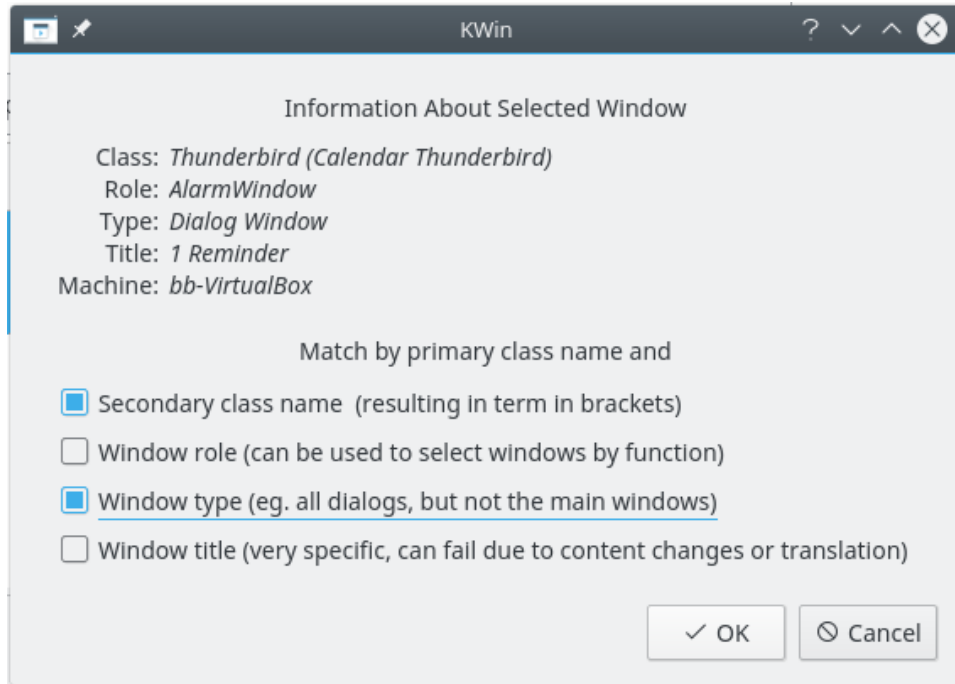 KWin
Information About Selected Window
Class: Thunderbird (Calendar Thunderbird)
Role: AlarmWindow
Type: Dialog Window
Title: 1 Reminder
Machine: bb-VirtualBox
Match by primary class name and
Secondary class name (resulting in term in brackets)
Window role (can be used to select windows by function)
Window type (eg. all dialogs, but not the main windows)
Window title (very specific, can fail due to content changes or translation)
OK Cancel